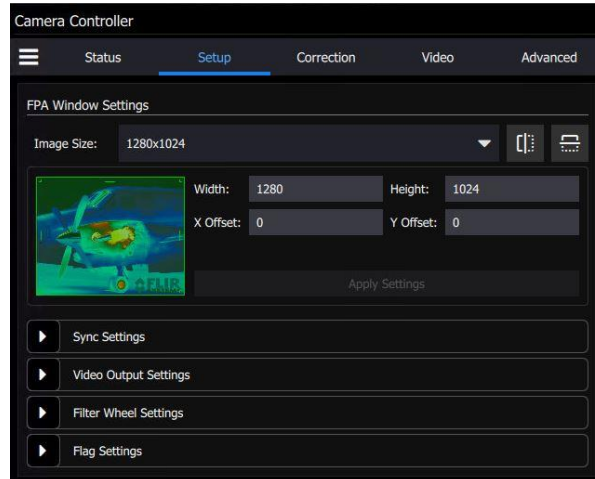 Camera Controller
Status Setup Correction Video Advanced
FPA Window Settings
Image Size: 1280x1024
Width: 1280 Height: 1024
X Offset: 0 Y Offset: 0
FLIR
Apply Settings
Sync Settings
Video Output Settings
Filter Wheel Settings
Flag Settings